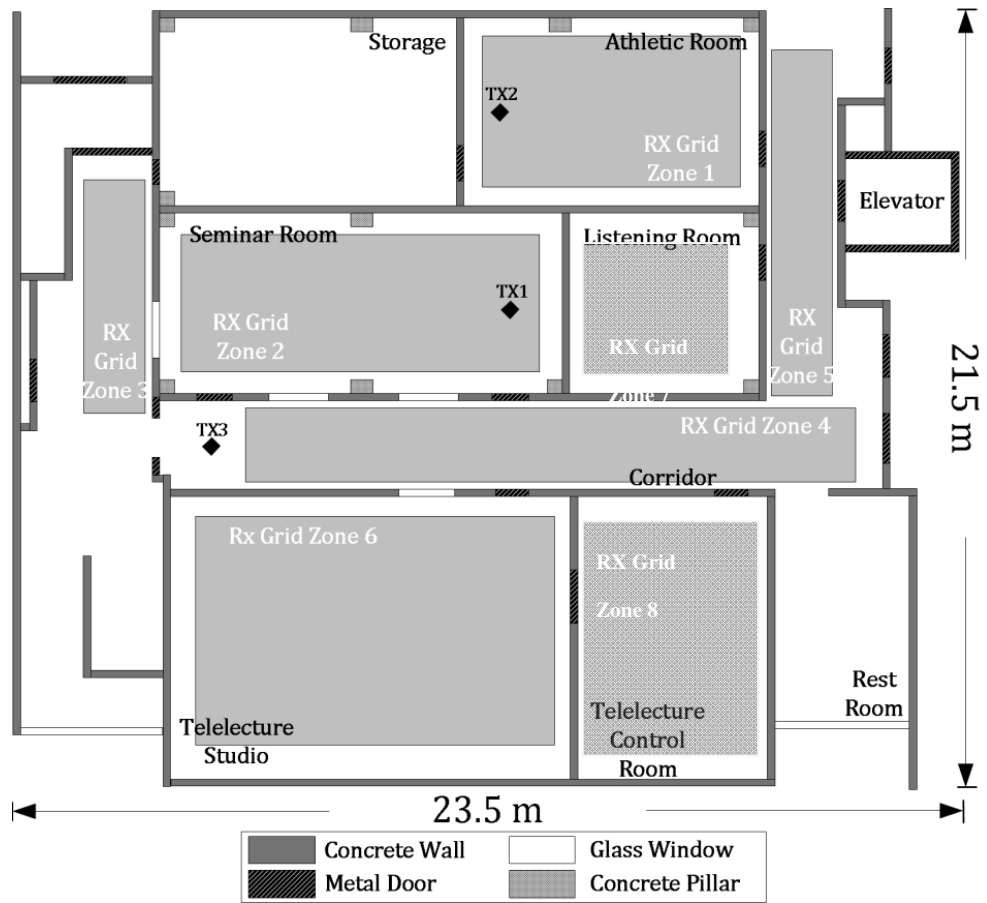 Storage
Athletic Room
TX2
RX Grid
Zone 1
Elevator
Seminar Room
Listening Room
TX1
RX Grid
Zone 2
RX
Grid
Zone 3
RX Grid
Zone 7
RX
Grid
Zone 5
21.5 m
TX3
RX Grid Zone 4
Corridor
Rx Grid Zone 6
RX Grid
Zone 8
Rest
Room
Telelecture
Studio
Telelecture
Control
Room
23.5 m
Concrete Wall
Glass Window
Metal Door
Concrete Pillar